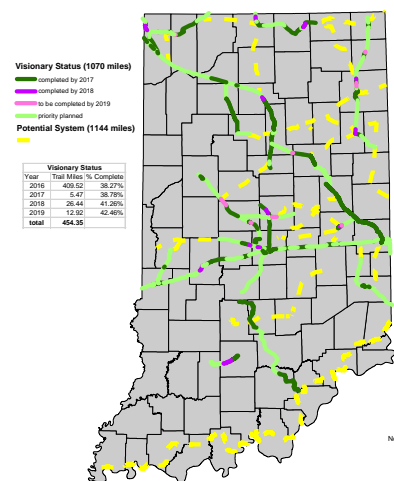 Visionary Status (1070 miles)
completed by 2017
completed by 2018
to be completed by 2019
priority planned
Potential System (1144 miles)
Visionary Status
Year Trail Miles % Complete
2016 409.52 38.27%
2017 5.47 38.78%
2018 26.44 41.26%
2019 12.92 42.46%
total 454.35